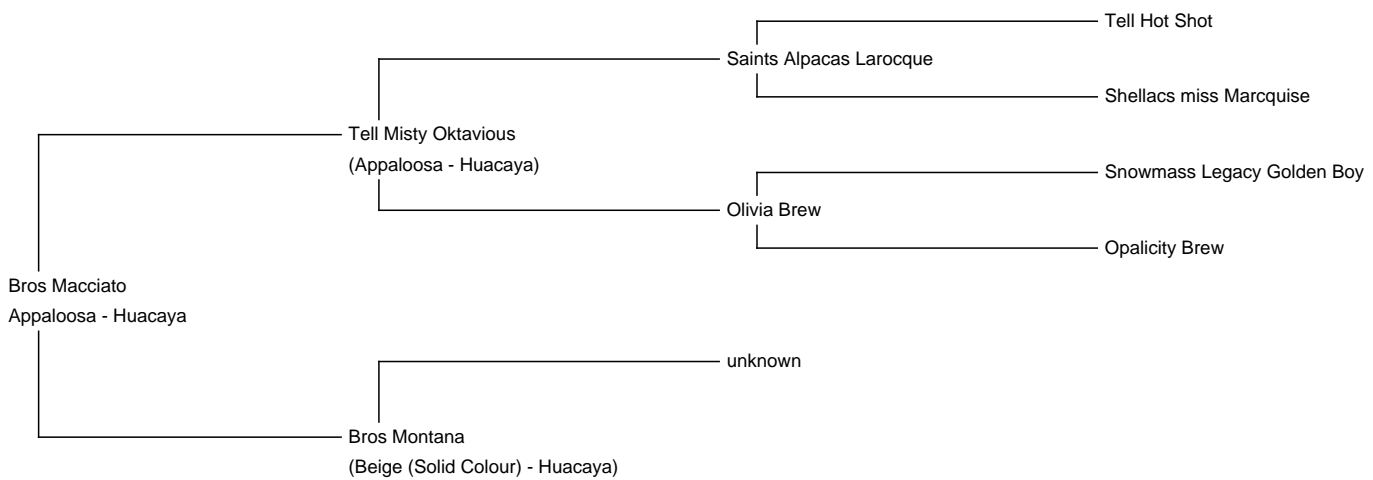 Tell Hot Shot
Saints Alpacas Larocque
Shellacs miss Marcquise
Tell Misty Oktavious
(Appaloosa - Huacaya)
Snowmass Legacy Golden Boy
Olivia Brew
Opalicity Brew
Bros Macciato
Appaloosa - Huacaya
unknown
Bros Montana
(Beige (Solid Colour) - Huacaya)